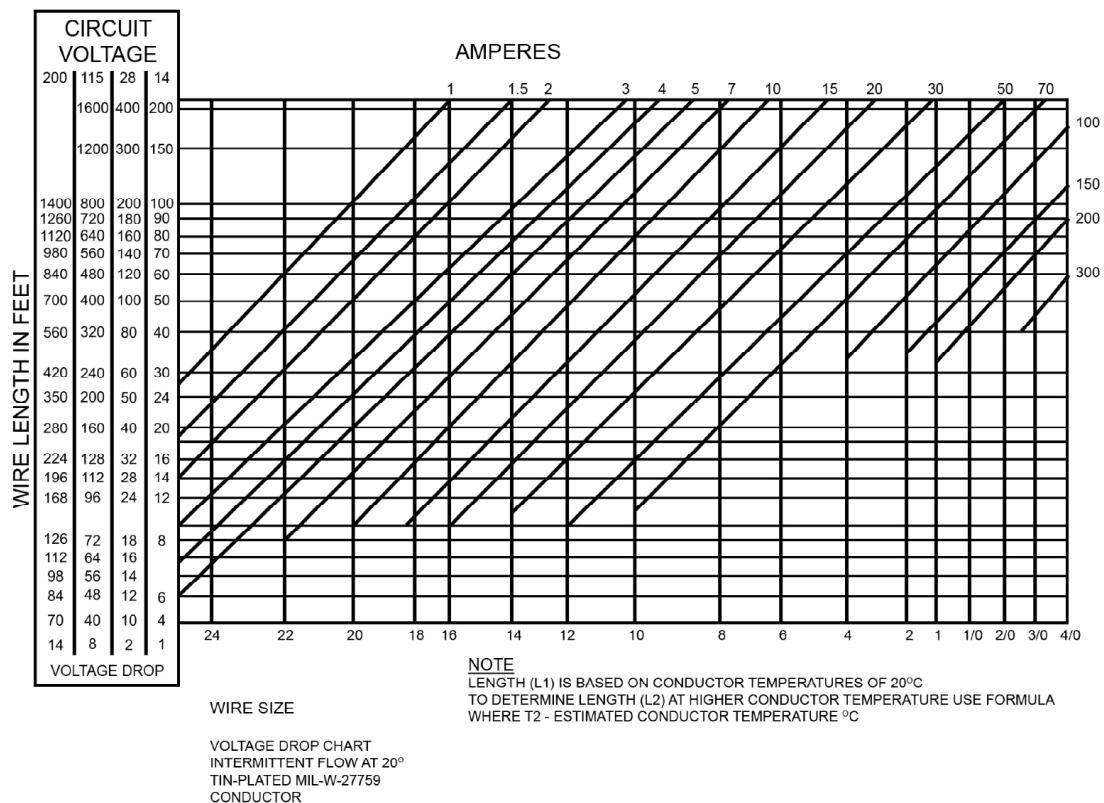 CIRCUIT
VOLTAGE
AMPERES
200 115 28 14
1 1.5 2 3 4 5 7 10 15 20 30 50 70
1600 400 200
100
1200 300 150
150
1400 800 200 100
1260 720 180 90
200
1120 640 160 80
980 560 140 70
840 480 120 60
300
700 400 100 50
560 320 80 40
420 240 60 30
350 200 50 24
280 160 40 20
224 128 32 16
196 112 28 14
168 96 24 12
126 72 18 8
112 64 16
98 56 14
84 48 12 6
70 40 10 4
14 8 2 1
WIRE LENGTH IN FEET
24 22 20 18 16 14 12 10 8 6 4 2 1 1/0 2/0 3/0 4/0
VOLTAGE DROP
NOTE
LENGTH (L1) IS BASED ON CONDUCTOR TEMPERATURES OF 20°C
TO DETERMINE LENGTH (L2) AT HIGHER CONDUCTOR TEMPERATURE USE FORMULA
WHERE T2 - ESTIMATED CONDUCTOR TEMPERATURE °C
WIRE SIZE
VOLTAGE DROP CHART
INTERMITTENT FLOW AT 20°
TIN-PLATED MIL-W-27759
CONDUCTOR